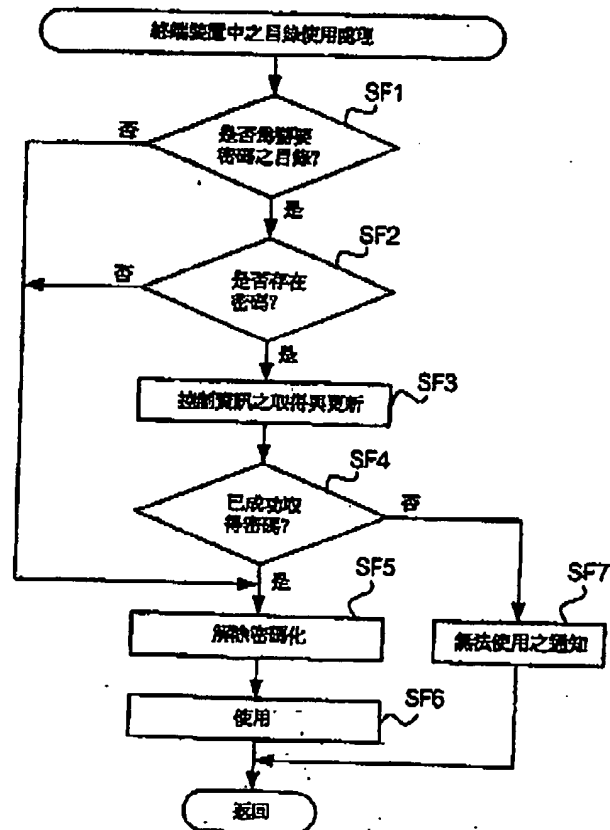 終端裝置中之目錄使用處理
SF1
否
是否為需要
密碼之目錄?
是
SF2
否
是否存在
密碼?
是
控制資訊之取得與更新
SF3
SF4
已成功取
得密碼?
否
是
SF5
SF7
解除密碼化
無法使用之通知
使用
SF6
返回